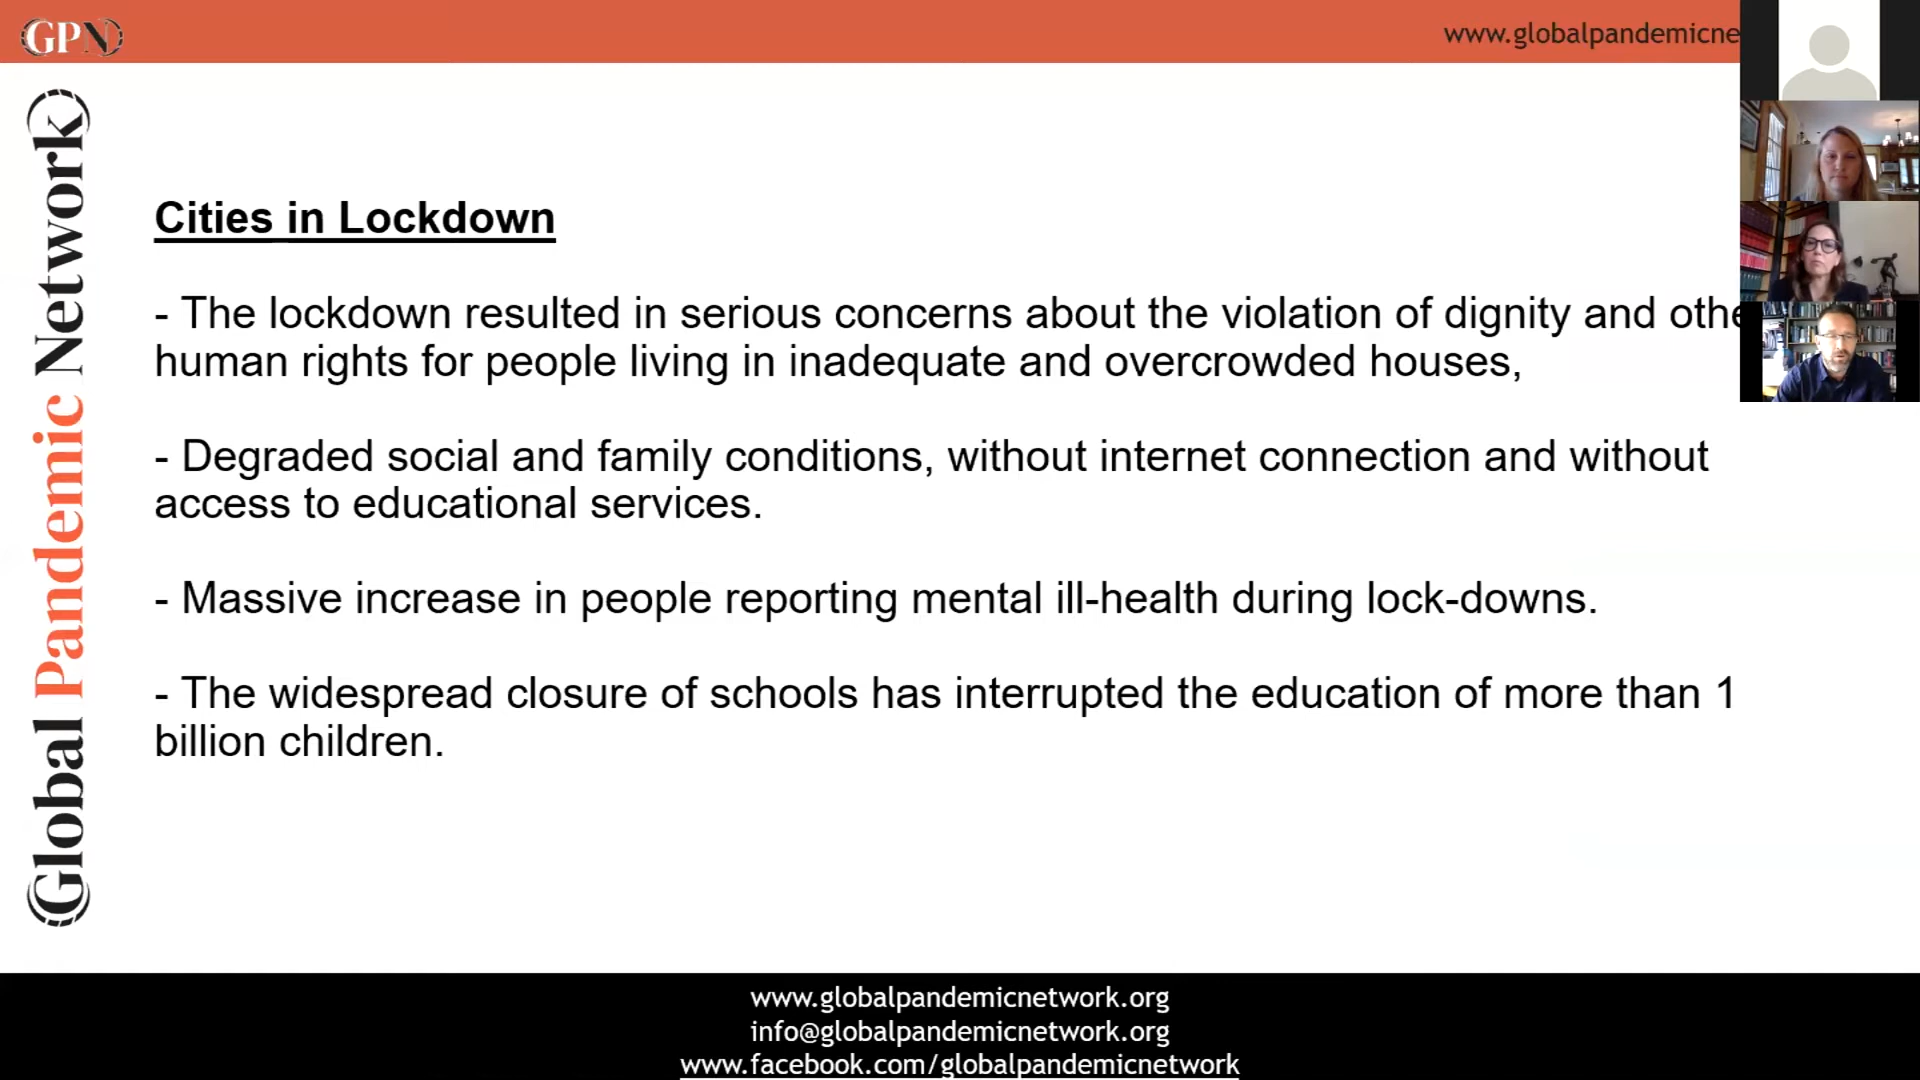 GPN
www.globalpandemicne
Global Pandemic Network
Cities in Lockdown
- The lockdown resulted in serious concerns about the violation of dignity and othe
human rights for people living in inadequate and overcrowded houses,
- Degraded social and family conditions, without internet connection and without
access to educational services.
- Massive increase in people reporting mental ill-health during lock-downs.
- The widespread closure of schools has interrupted the education of more than 1
billion children.
www.globalpandemicnetwork.org
info@globalpandemicnetwork.org
www.facebook.com/globalpandemicnetwork